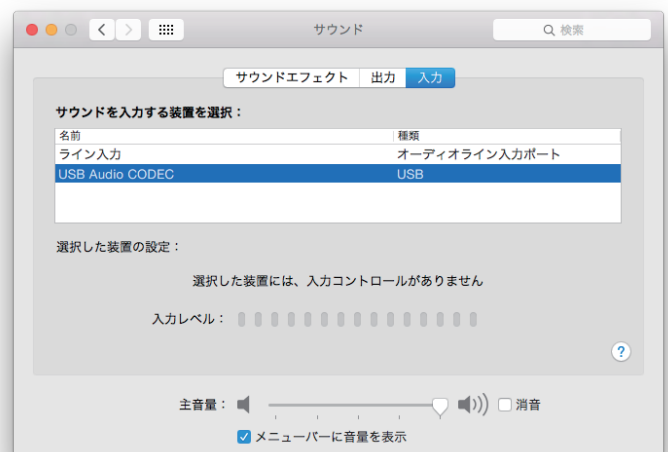 サウンド
検索
サウンドエフェクト 出力 入力
サウンドを入力する装置を選択：
名前 種類
ライン入力 オーディオライン入力ポート
USB Audio CODEC USB
選択した装置の設定：
選択した装置には、入力コントロールがありません
入力レベル：
?
主音量： 消音
メニューバーに音量を表示